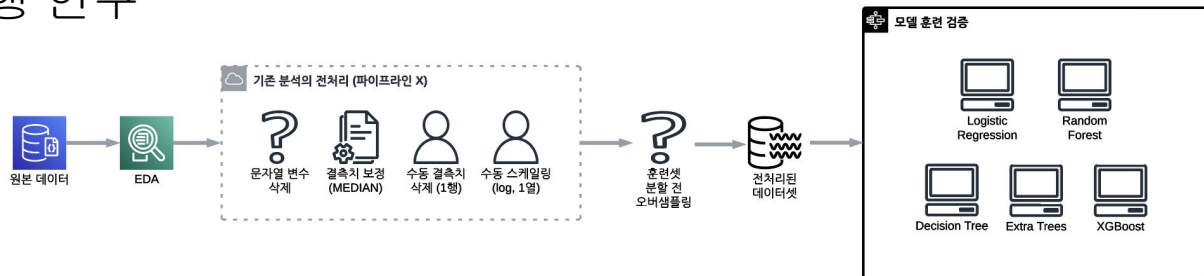 원본 데이터
EDA
기존 분석의 전처리 (파이프라인 X)
문자열 변수
삭제
결측치 보정
(MEDIAN)
수동 결측치
삭제 (1행)
수동 스케일링
(log, 1열)
훈련셋
분할 전
오버샘플링
전처리된
데이터셋
모델 훈련 검증
Logistic
Regression
Random
Forest
Decision Tree
Extra Trees
XGBoost